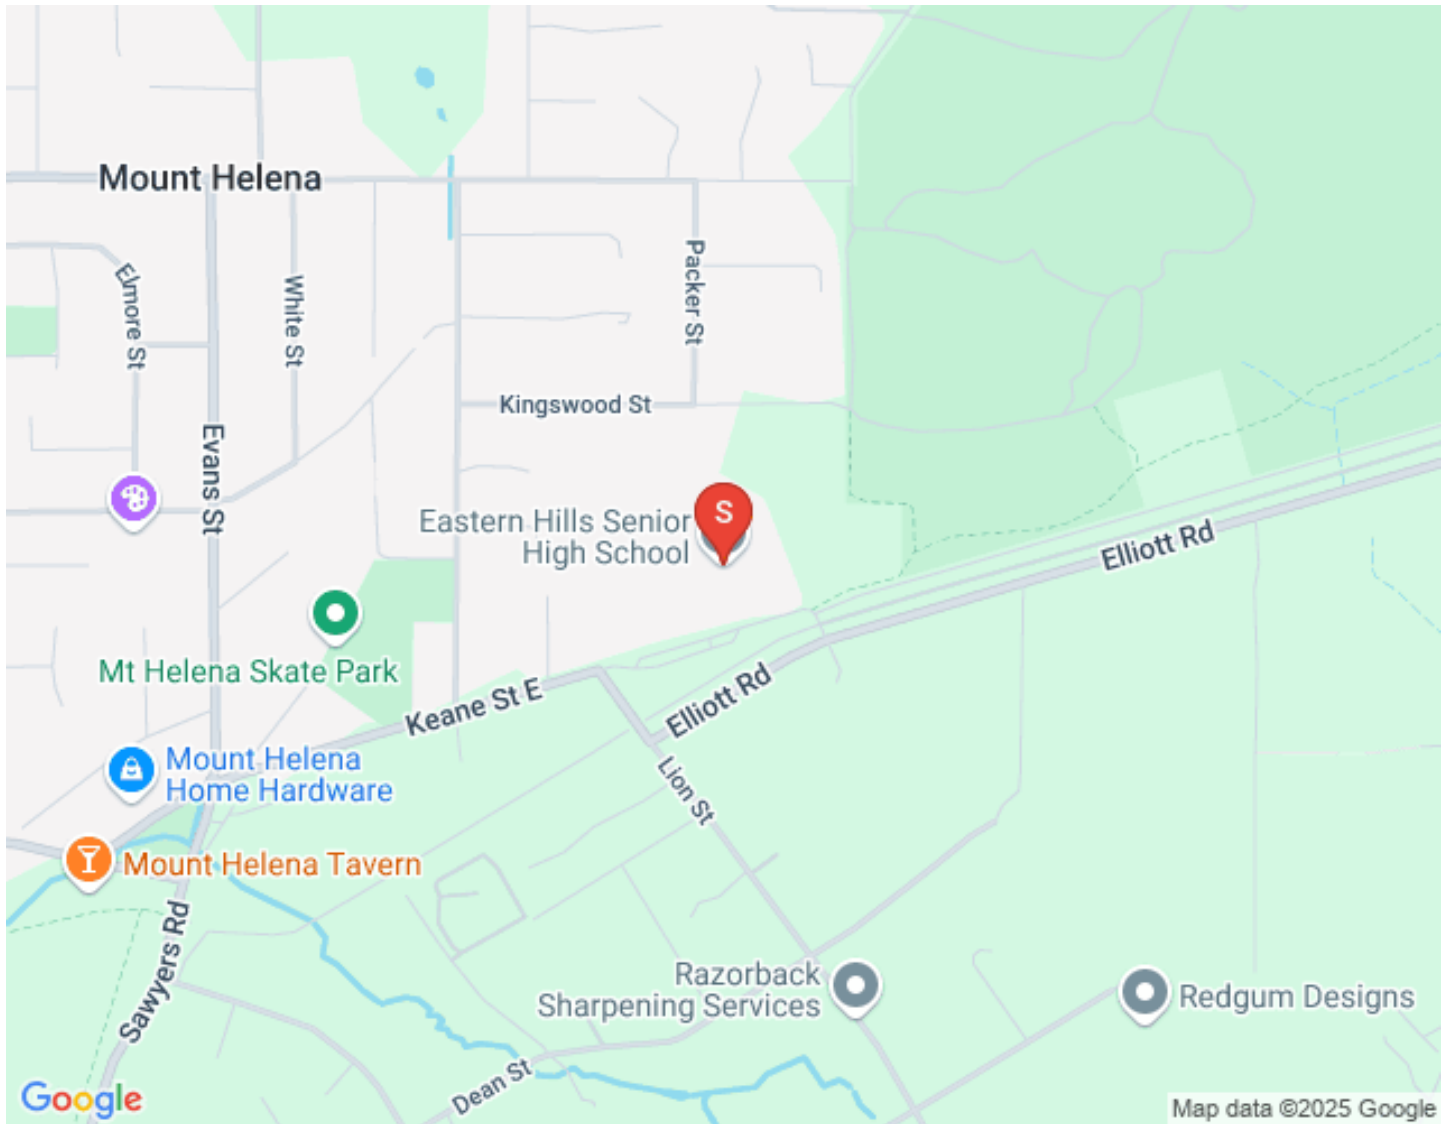 Mount Helena
Elmore St
White St
Packer St
Kingswood St
Evans St
Eastern Hills Senior
High School
S
Elliott Rd
Mt Helena Skate Park
Keane St E
Elliott Rd
Mount Helena
Home Hardware
Lion St
Mount Helena Tavern
Sawyers Rd
Razorback
Sharpening Services
Redgum Designs
Dean St
Google
Map data ©2025 Google